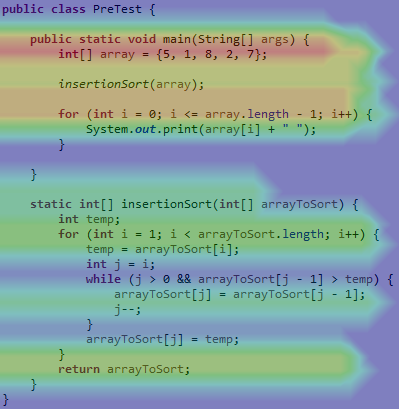 public class PreTest {
public static void main(String[] args) {
int[] array = {5, 1, 8, 2, 7};
insertionSort(array);
for (int i = 0; i <= array.length - 1; i++) {
System.out.print(array[i] + " ");
}
}
static int[] insertionSort(int[] arrayToSort) {
int temp;
for (int i = 1; i < arrayToSort.length; i++) {
temp = arrayToSort[i];
int j = i;
while (j > 0 && arrayToSort[j - 1] > temp) {
arrayToSort[j] = arrayToSort[j - 1];
j--;
}
arrayToSort[j] = temp;
}
return arrayToSort;
}
}